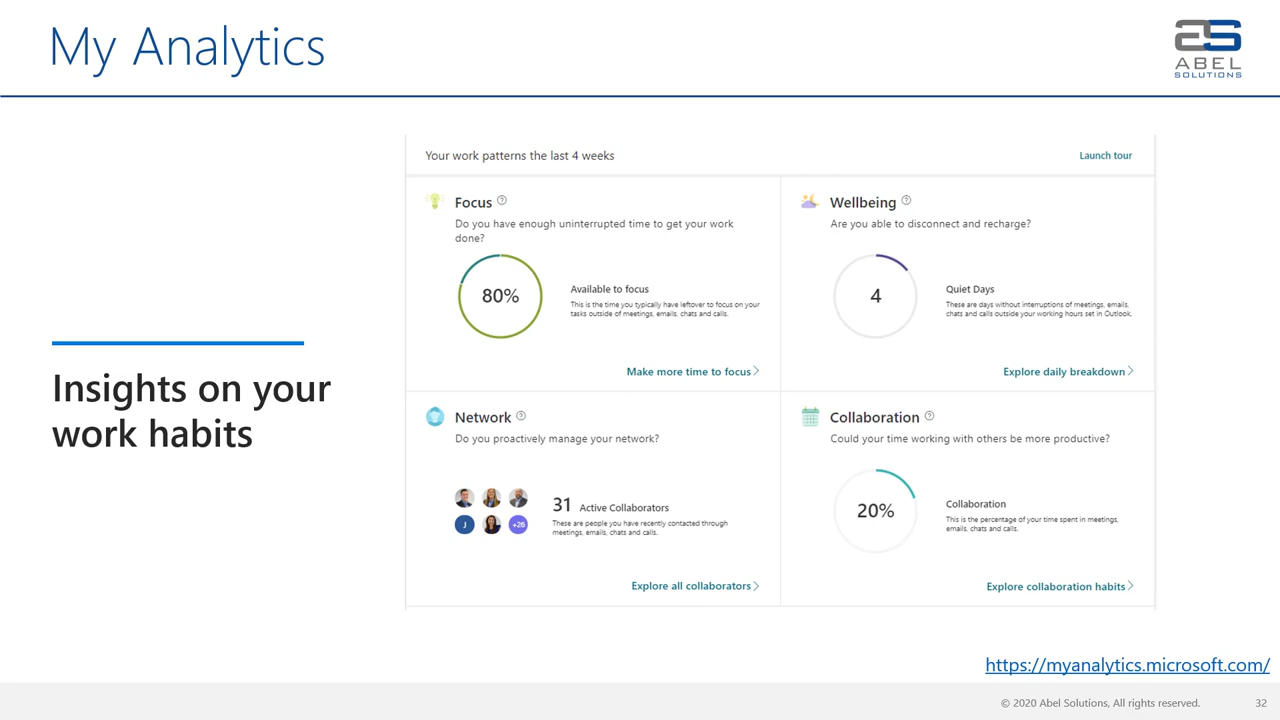 My Analytics
ABEL
SOLUTIONS
Insights on your
work habits
Your work patterns the last 4 weeks
Launch tour
Focus
Do you have enough uninterrupted time to get your work
done?
80%
Available to focus
This is the time you typically have leftover to focus on your
tasks outside of meetings, emails, chats and calls.
Make more time to focus
Wellbeing
Are you able to disconnect and recharge?
4
Quiet Days
These are days without interruptions of meetings, emails,
chats and calls outside your working hours set in Outlook.
Explore daily breakdown
Network
Do you proactively manage your network?
J
+26
31 Active Collaborators
These are people you have recently contacted through
meetings, emails, chats and calls.
Explore all collaborators
Collaboration
Could your time working with others be more productive?
20%
Collaboration
This is the percentage of your time spent in meetings,
emails, chats and calls.
Explore collaboration habits
https://myanalytics.microsoft.com/
© 2020 Abel Solutions, All rights reserved.
32